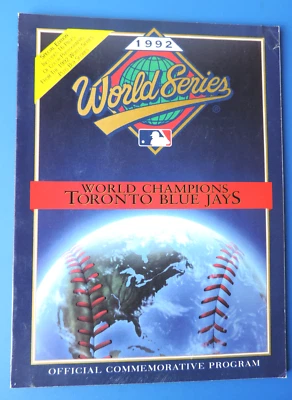 1992
World Series
WORLD CHAMPIONS
TORONTO BLUE JAYS
OFFICIAL COMMEMORATIVE PROGRAM